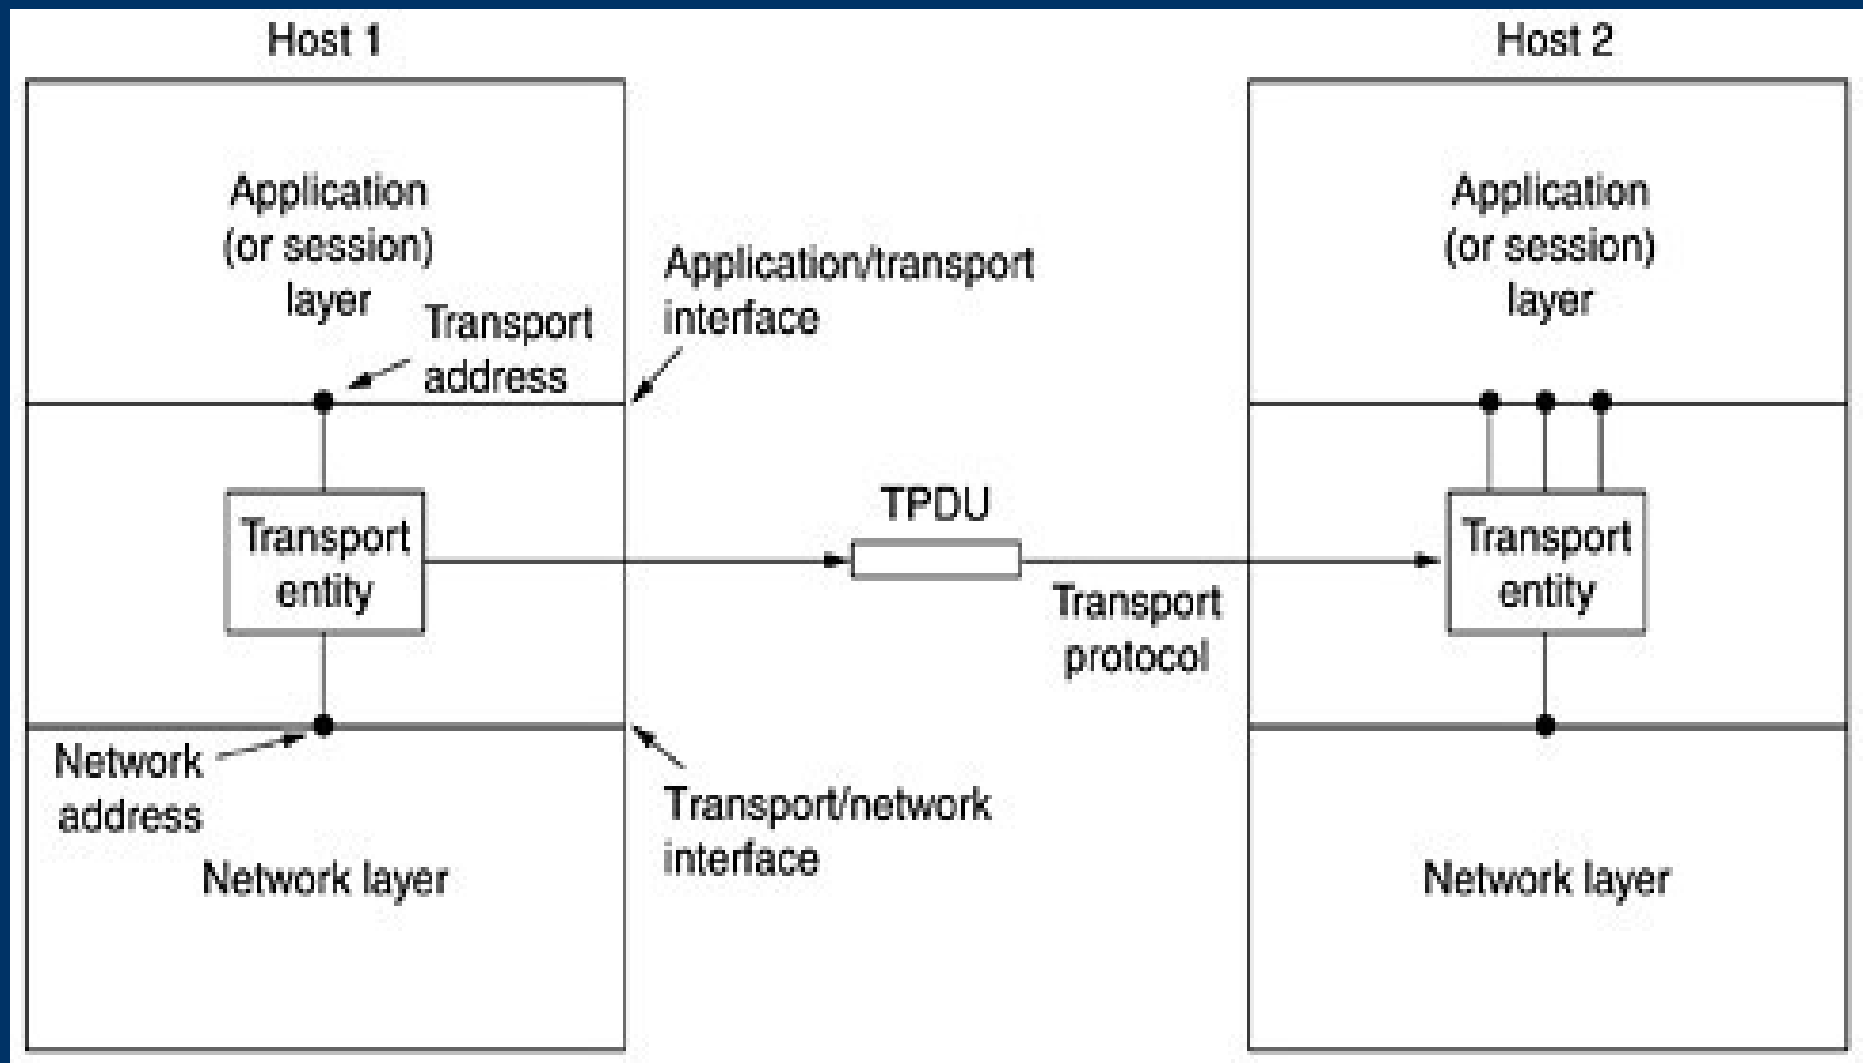 Host 1
Host 2
Application
(or session)
layer
Transport
address
Application/transport
interface
Application
(or session)
layer
Transport
entity
TPDU
Transport
protocol
Transport
entity
Network
address
Transport/network
interface
Network layer
Network layer